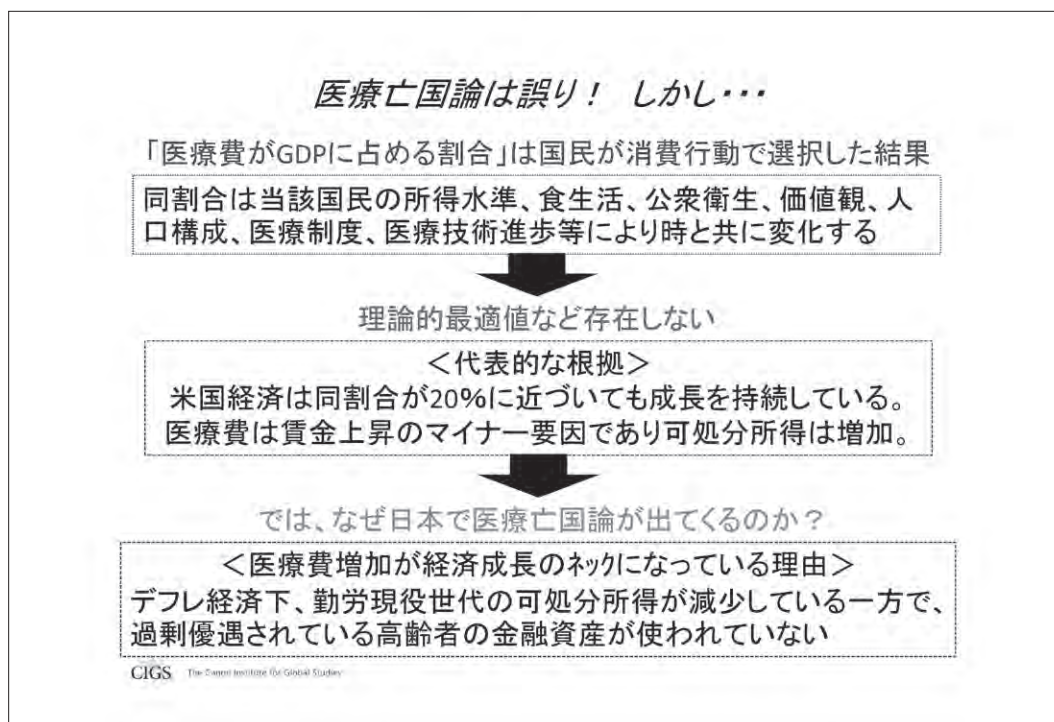 医療亡国論は誤り！ しかし・・・
「医療費がGDPに占める割合」は国民が消費行動で選択した結果
同割合は当該国民の所得水準、食生活、公衆衛生、価値観、人
口構成、医療制度、医療技術進歩等により時と共に変化する
理論的最適値など存在しない
＜代表的な根拠＞
米国経済は同割合が20%に近づいても成長を持続している。
医療費は賃金上昇のマイナー要因であり可処分所得は増加。
では、なぜ日本で医療亡国論が出てくるのか？
＜医療費増加が経済成長のﾈｯｸになっている理由＞
デフレ経済下、勤労現役世代の可処分所得が減少している一方で、
過剰優遇されている高齢者の金融資産が使われていない
CIGS The Canon Institute for Global Studies